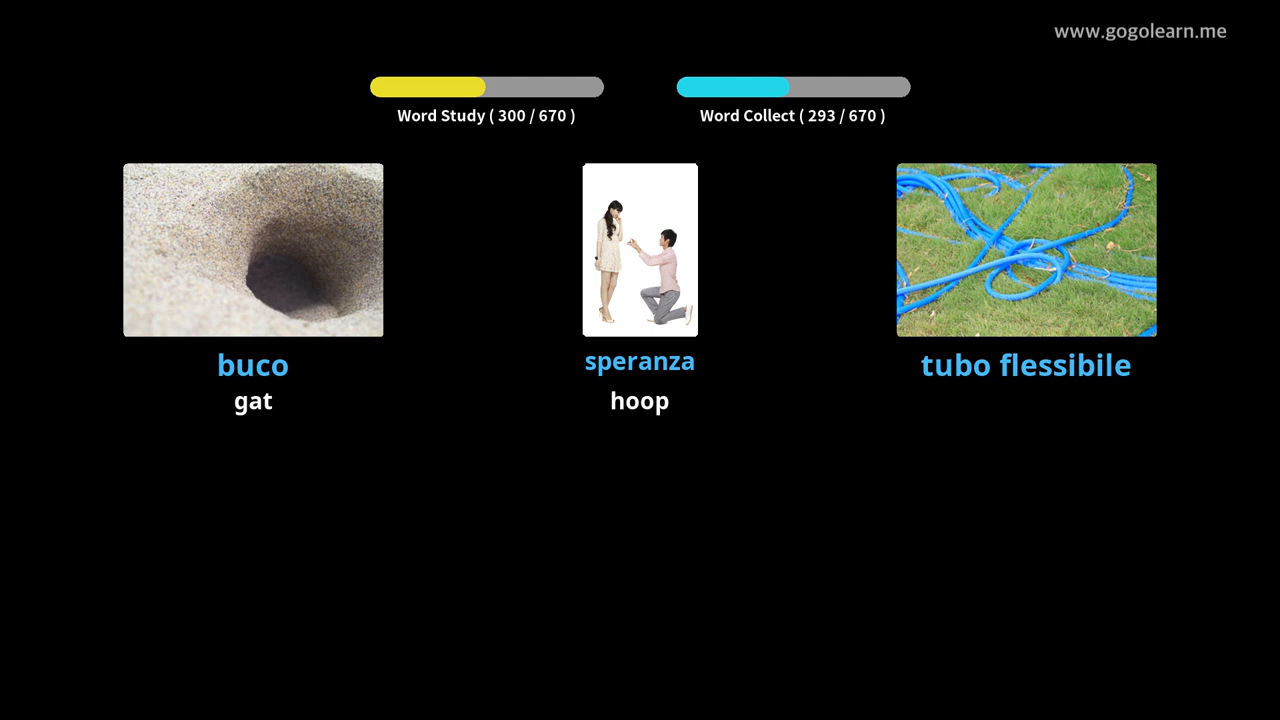 www.gogolearn.me
Word Study ( 300 / 670 )
Word Collect ( 293 / 670 )
buco
speranza
tubo flessibile
gat
hoop